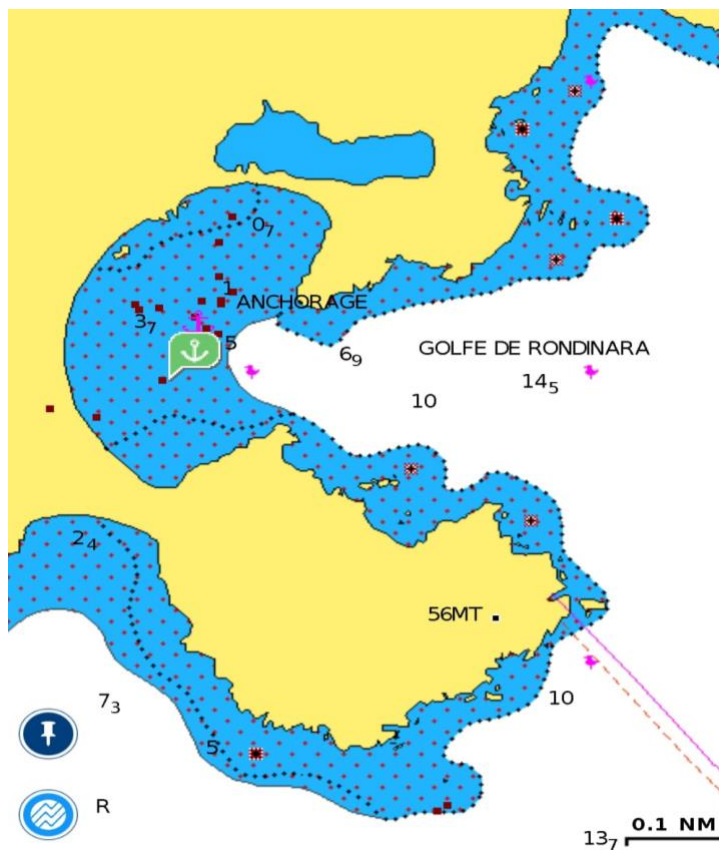 0₇
1
ANCHORAGE
3₇
5
6₉
GOLFE DE RONDINARA
14₅
10
2₄
56MT
7₃
10
5
R
0.1 NM
13₇